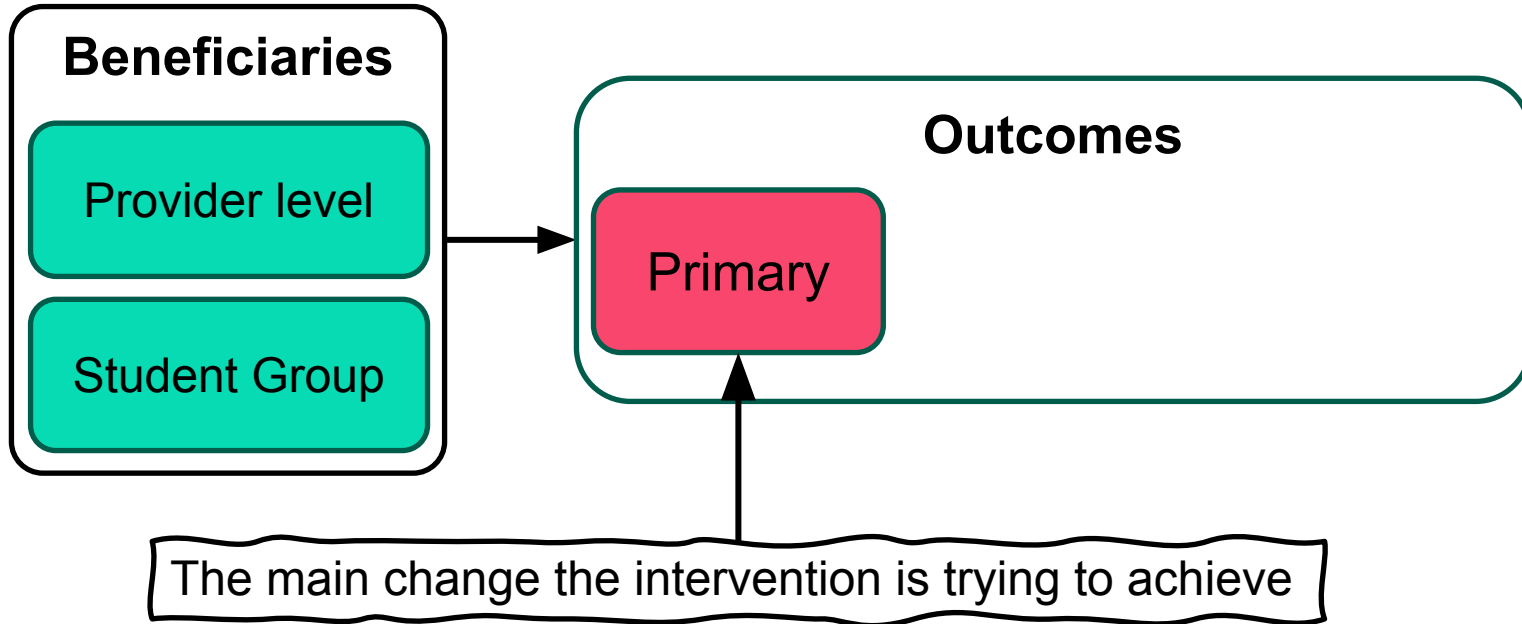 Beneficiaries
Provider level
Student Group
Outcomes
Primary
The main change the intervention is trying to achieve